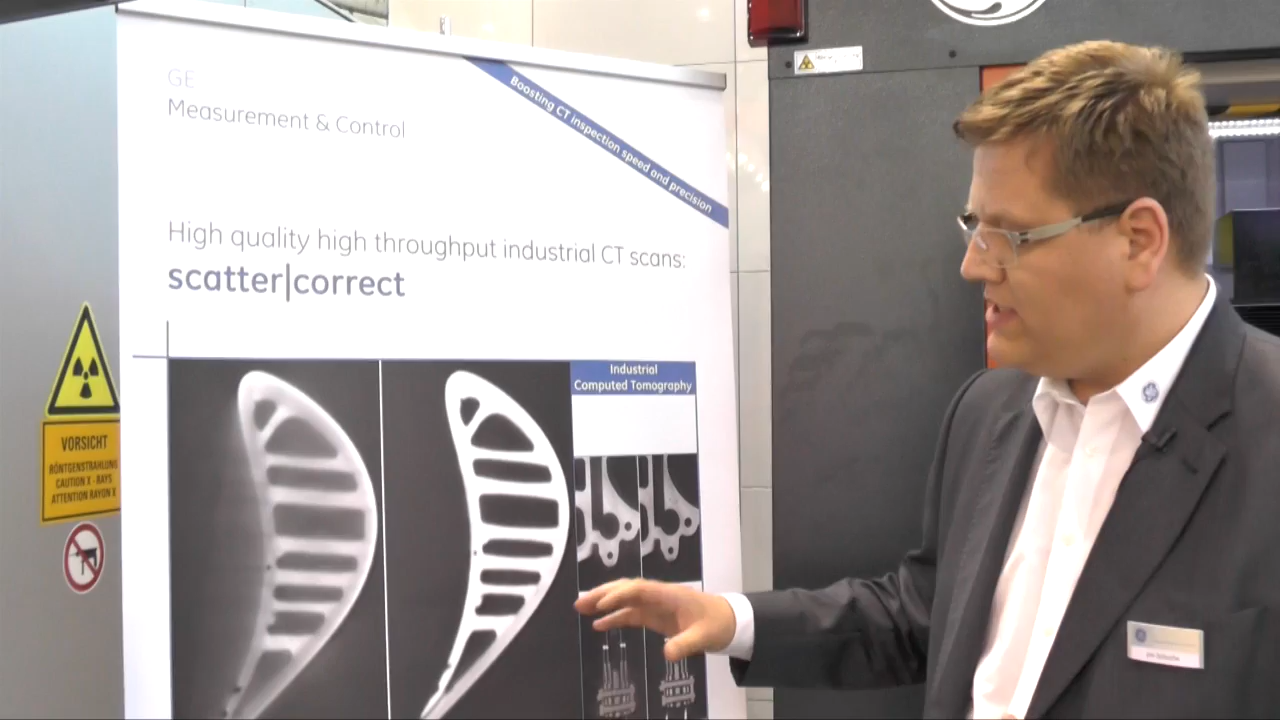 GE
Measurement & Control
Boosting CT inspection speed and precision
High quality high throughput industrial CT scans:
scatter|correct
Industrial
Computed Tomography
VORSICHT
RÖNTGENSTRAHLUNG
CAUTION X - RAYS
ATTENTION RAYON X